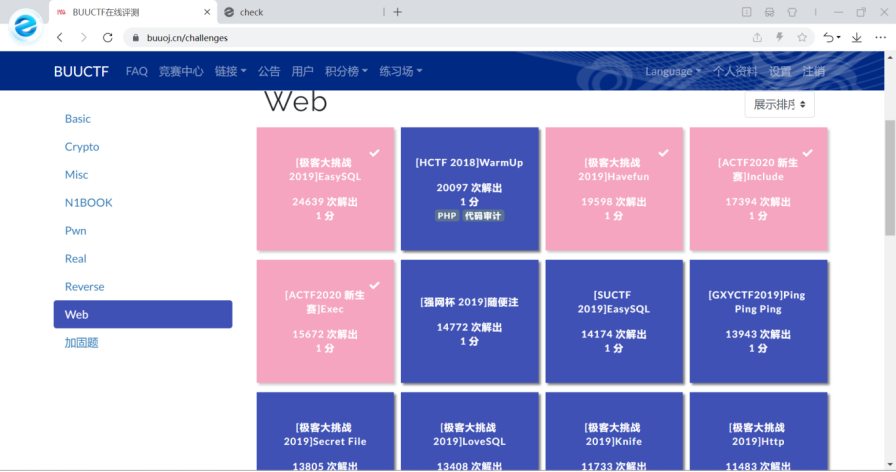 BUUCTF在线评测
check
buuoj.cn/challenges
BUUCTF FAQ 竞赛中心 链接 公告 用户 积分榜 练习场 Language 个人资料 设置 注销
Web
展示排序
Basic
Crypto
Misc
N1BOOK
Pwn
Real
Reverse
Web
加固题
[极客大挑战
2019]EasySQL
24639 次解出
1 分
[HCTF 2018]WarmUp
20097 次解出
1 分
PHP 代码审计
[极客大挑战
2019]Havefun
19598 次解出
1 分
[ACTF2020 新生
赛]Include
17394 次解出
1 分
[ACTF2020 新生
赛]Exec
15672 次解出
1 分
[强网杯 2019]随便注
14772 次解出
1 分
[SUCTF
2019]EasySQL
14174 次解出
1 分
[GXYCTF2019]Ping
Ping Ping
13943 次解出
1 分
[极客大挑战
2019]Secret File
13805 次解出
[极客大挑战
2019]LoveSQL
13408 次解出
[极客大挑战
2019]Knife
11733 次解出
[极客大挑战
2019]Http
11483 次解出